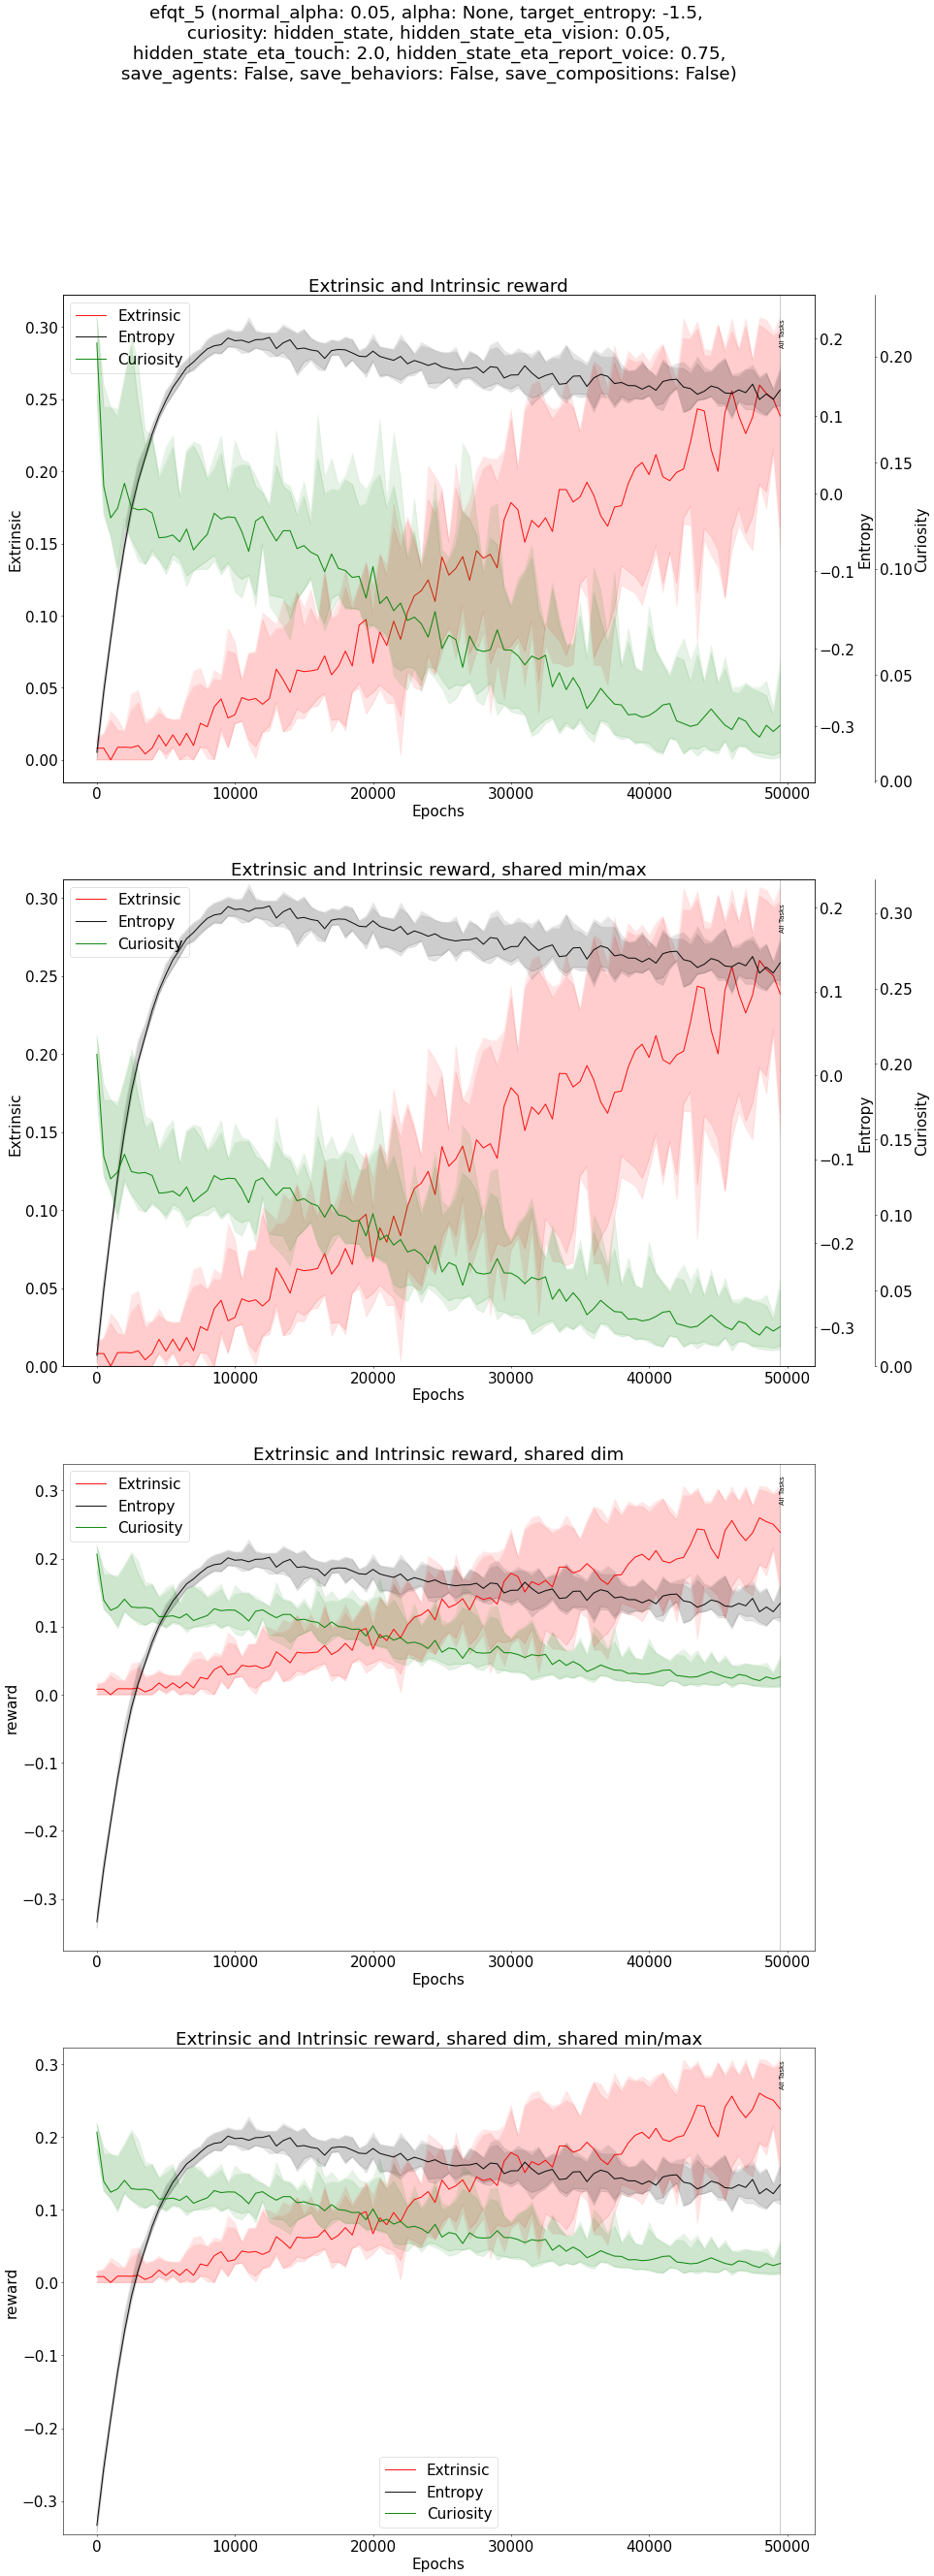 efqt_5 (normal_alpha: 0.05, alpha: None, target_entropy: -1.5,
curiosity: hidden_state, hidden_state_eta_vision: 0.05,
hidden_state_eta_touch: 2.0, hidden_state_eta_report_voice: 0.75,
save_agents: False, save_behaviors: False, save_compositions: False)
Extrinsic and Intrinsic reward
Extrinsic
Entropy
Curiosity
All Tasks
0.30
0.25
0.20
0.15
0.10
0.05
0.00
Extrinsic
0.2
0.1
0.0
−0.1
−0.2
−0.3
Entropy
0.20
0.15
0.10
0.05
0.00
Curiosity
0 10000 20000 30000 40000 50000
Epochs
Extrinsic and Intrinsic reward, shared min/max
Extrinsic
Entropy
Curiosity
All Tasks
0.30
0.25
0.20
0.15
0.10
0.05
0.00
Extrinsic
0.2
0.1
0.0
−0.1
−0.2
−0.3
Entropy
0.30
0.25
0.20
0.15
0.10
0.05
0.00
Curiosity
0 10000 20000 30000 40000 50000
Epochs
Extrinsic and Intrinsic reward, shared dim
Extrinsic
Entropy
Curiosity
All Tasks
0.3
0.2
0.1
0.0
−0.1
−0.2
−0.3
reward
0 10000 20000 30000 40000 50000
Epochs
Extrinsic and Intrinsic reward, shared dim, shared min/max
All Tasks
0.3
0.2
0.1
0.0
−0.1
−0.2
−0.3
reward
Extrinsic
Entropy
Curiosity
0 10000 20000 30000 40000 50000
Epochs